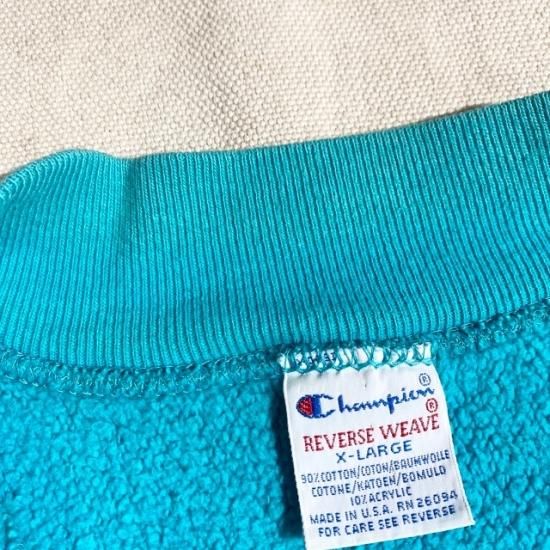 Champion®
REVERSE WEAVE®
X-LARGE
90% COTTON/COTON/BAUMWOLLE
COTONE/KATOEN/BOMULD
10% ACRYLIC
MADE IN U.S.A. RN 26094
FOR CARE SEE REVERSE